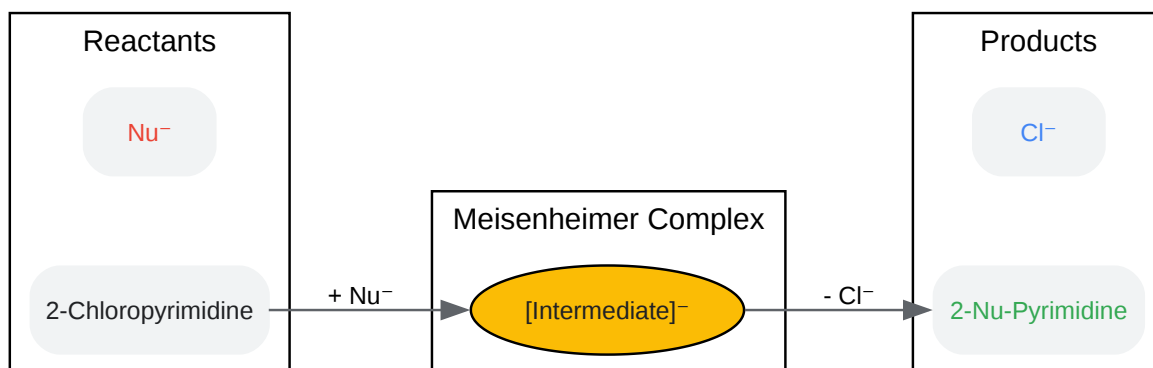 Reactants
Nu⁻
2-Chloropyrimidine
+ Nu⁻
Meisenheimer Complex
[Intermediate]⁻
- Cl⁻
Products
Cl⁻
2-Nu-Pyrimidine